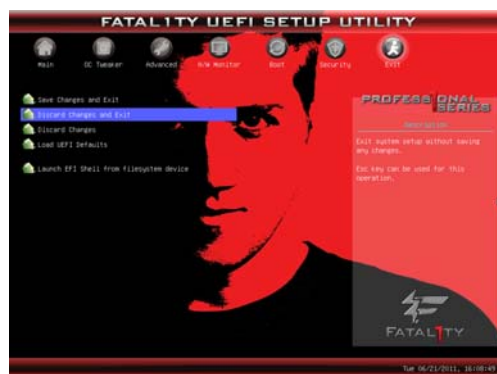 FATAL1TY UEFI SETUP UTILITY
Main OC Tweaker Advanced H/W Monitor Boot Security Exit
Save Changes and Exit
Discard Changes and Exit
Discard Changes
Load UEFI Defaults
Launch EFI Shell from filesystem device
PROFESSIONAL
SERIES
Description
Exit system setup without saving
any changes.
Esc key can be used for this
operation.
FATAL1TY
Tue 06/21/2011, 16:08:49